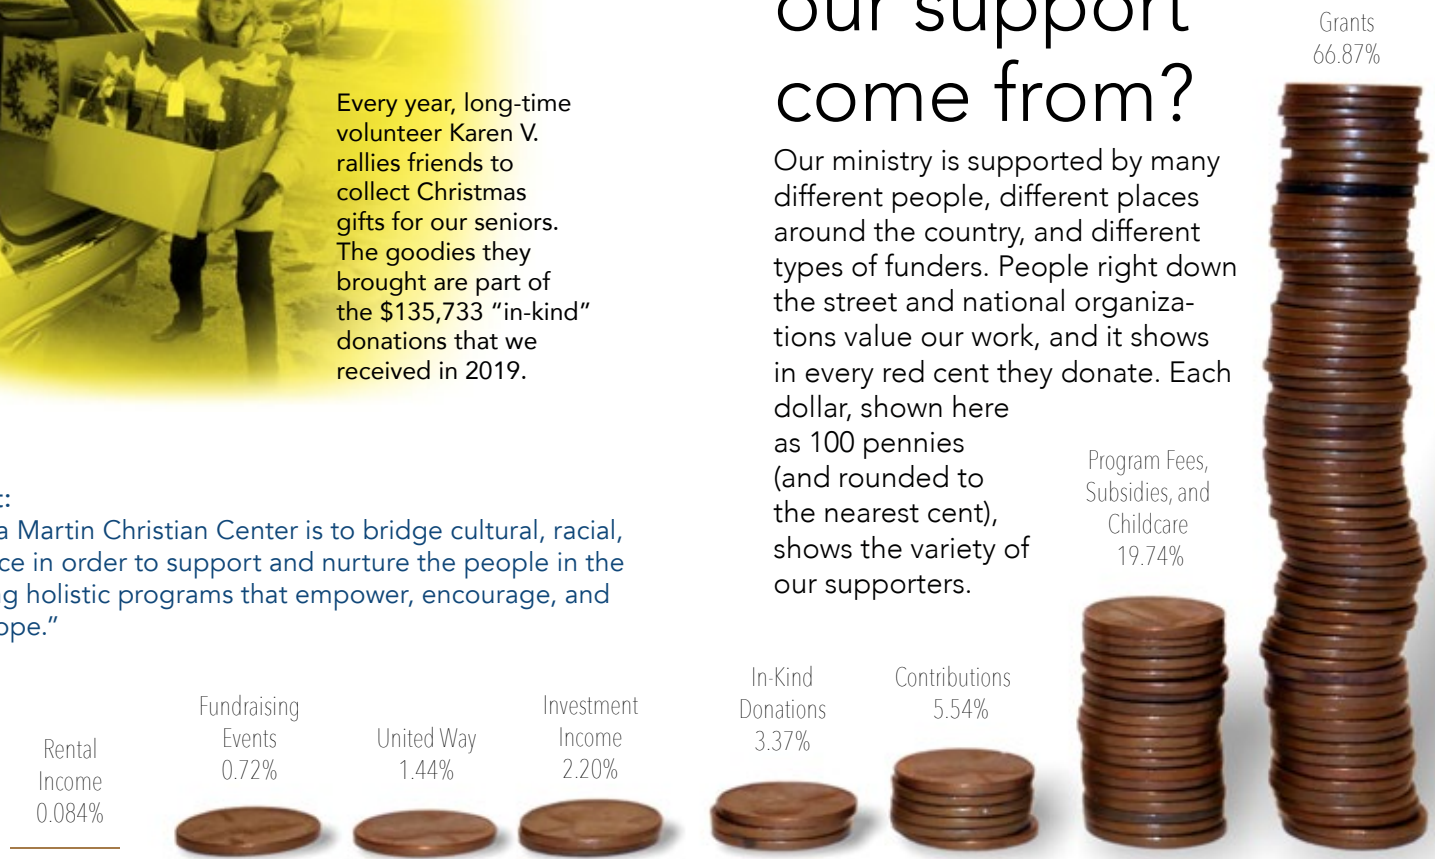 Every year, long-time
volunteer Karen V.
rallies friends to
collect Christmas
gifts for our seniors.
The goodies they
brought are part of
the $135,733 “in-kind”
donations that we
received in 2019.
a Martin Christian Center is to bridge cultural, racial,
in order to support and nurture the people in the
holistic programs that empower, encourage, and
our support
come from?
Our ministry is supported by many
different people, different places
around the country, and different
types of funders. People right down
the street and national organiza-
tions value our work, and it shows
in every red cent they donate. Each
dollar, shown here
as 100 pennies
(and rounded to
the nearest cent),
shows the variety of
our supporters.
Rental
Income
0.084%
Fundraising
Events
0.72%
United Way
1.44%
Investment
Income
2.20%
In-Kind
Donations
3.37%
Contributions
5.54%
Program Fees,
Subsidies, and
Childcare
19.74%
Grants
66.87%